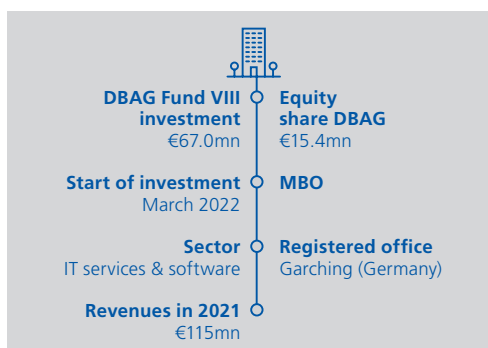 DBAG Fund VIII
investment
€67.0mn
Equity
share DBAG
€15.4mn
Start of investment
March 2022
MBO
Sector
IT services & software
Registered office
Garching (Germany)
Revenues in 2021
€115mn